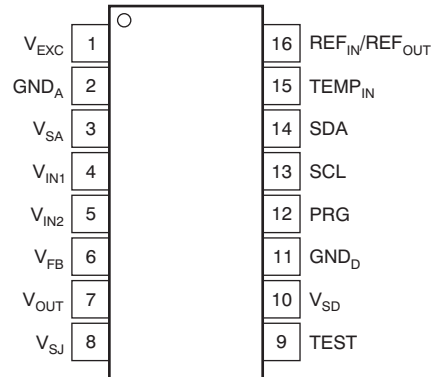 V_EXC 1 16 REF_IN/REF_OUT
GND_A 2 15 TEMP_IN
V_SA 3 14 SDA
V_IN1 4 13 SCL
V_IN2 5 12 PRG
V_FB 6 11 GND_D
V_OUT 7 10 V_SD
V_SJ 8 9 TEST